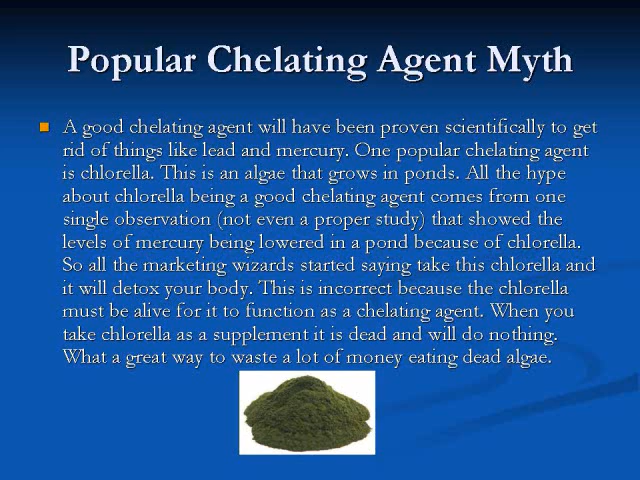 Popular Chelating Agent Myth
A good chelating agent will have been proven scientifically to get
rid of things like lead and mercury. One popular chelating agent
is chlorella. This is an algae that grows in ponds. All the hype
about chlorella being a good chelating agent comes from one
single observation (not even a proper study) that showed the
levels of mercury being lowered in a pond because of chlorella.
So all the marketing wizards started saying take this chlorella and
it will detox your body. This is incorrect because the chlorella
must be alive for it to function as a chelating agent. When you
take chlorella as a supplement it is dead and will do nothing.
What a great way to waste a lot of money eating dead algae.